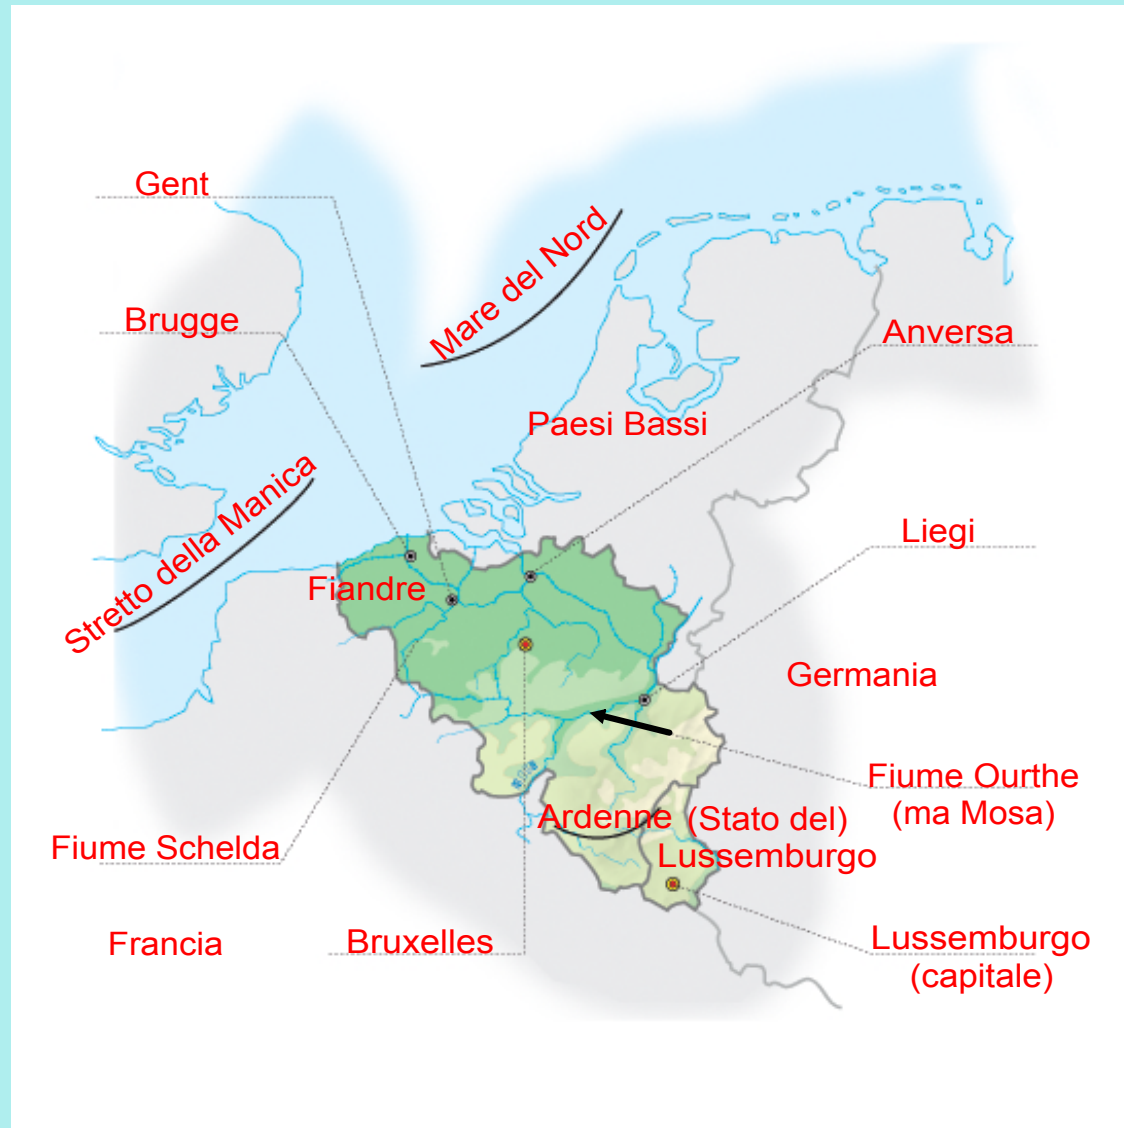 Gent
Mare del Nord
Brugge
Anversa
Paesi Bassi
Stretto della Manica
Liegi
Fiandre
Germania
Fiume Ourthe
(ma Mosa)
Ardenne
(Stato del)
Lussemburgo
Fiume Schelda
Francia
Bruxelles
Lussemburgo
(capitale)